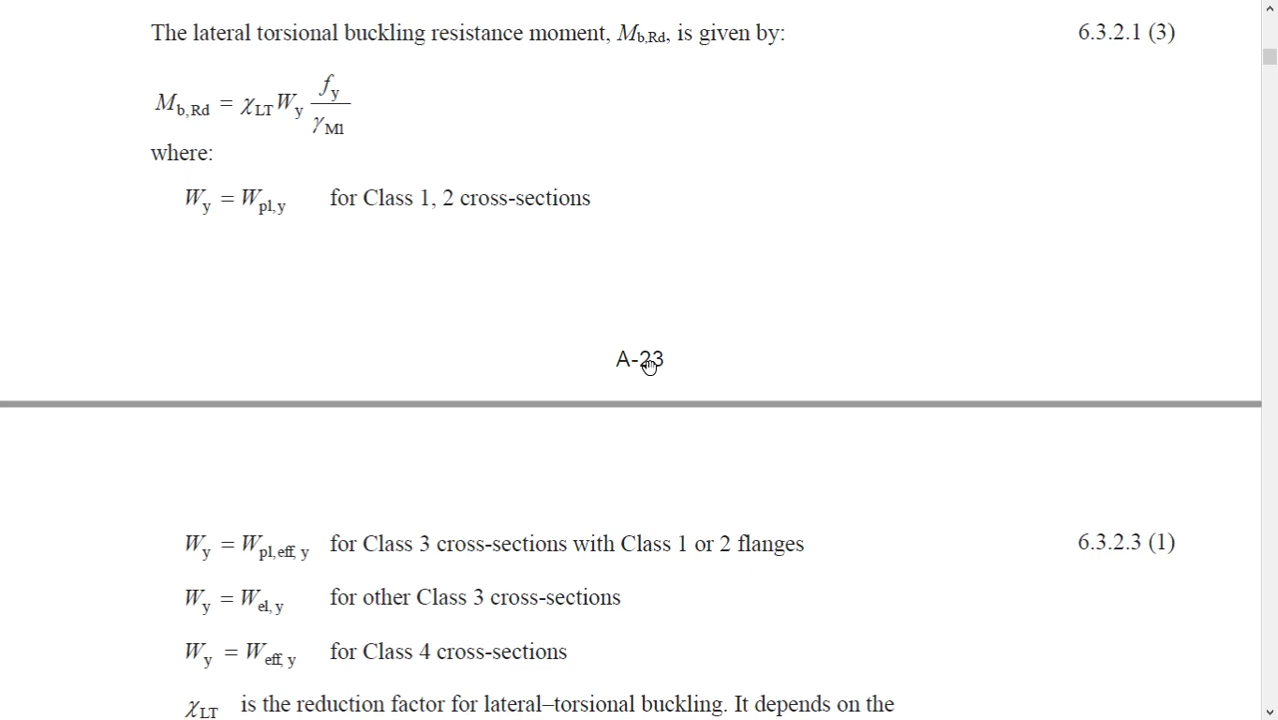 The lateral torsional buckling resistance moment, Mb,Rd, is given by: 6.3.2.1 (3)
Mb,Rd = χLT Wy fy / γM1
where:
Wy = Wpl,y for Class 1, 2 cross-sections
A-23
Wy = Wpl,eff,y for Class 3 cross-sections with Class 1 or 2 flanges 6.3.2.3 (1)
Wy = Wel,y for other Class 3 cross-sections
Wy = Weff,y for Class 4 cross-sections
χLT is the reduction factor for lateral–torsional buckling. It depends on the